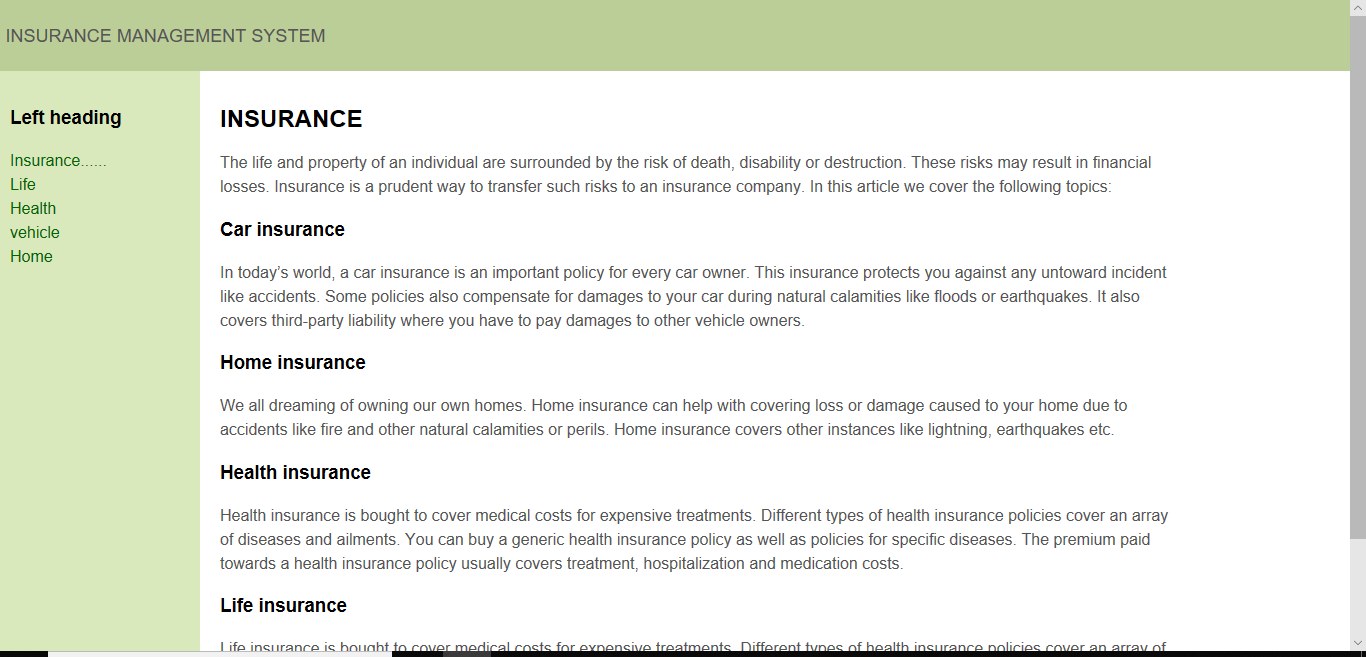 INSURANCE MANAGEMENT SYSTEM
Left heading
Insurance......
Life
Health
vehicle
Home
INSURANCE
The life and property of an individual are surrounded by the risk of death, disability or destruction. These risks may result in financial
losses. Insurance is a prudent way to transfer such risks to an insurance company. In this article we cover the following topics:
Car insurance
In today’s world, a car insurance is an important policy for every car owner. This insurance protects you against any untoward incident
like accidents. Some policies also compensate for damages to your car during natural calamities like floods or earthquakes. It also
covers third-party liability where you have to pay damages to other vehicle owners.
Home insurance
We all dreaming of owning our own homes. Home insurance can help with covering loss or damage caused to your home due to
accidents like fire and other natural calamities or perils. Home insurance covers other instances like lightning, earthquakes etc.
Health insurance
Health insurance is bought to cover medical costs for expensive treatments. Different types of health insurance policies cover an array
of diseases and ailments. You can buy a generic health insurance policy as well as policies for specific diseases. The premium paid
towards a health insurance policy usually covers treatment, hospitalization and medication costs.
Life insurance
Life insurance is bought to cover medical costs for expensive treatments. Different types of health insurance policies cover an array of